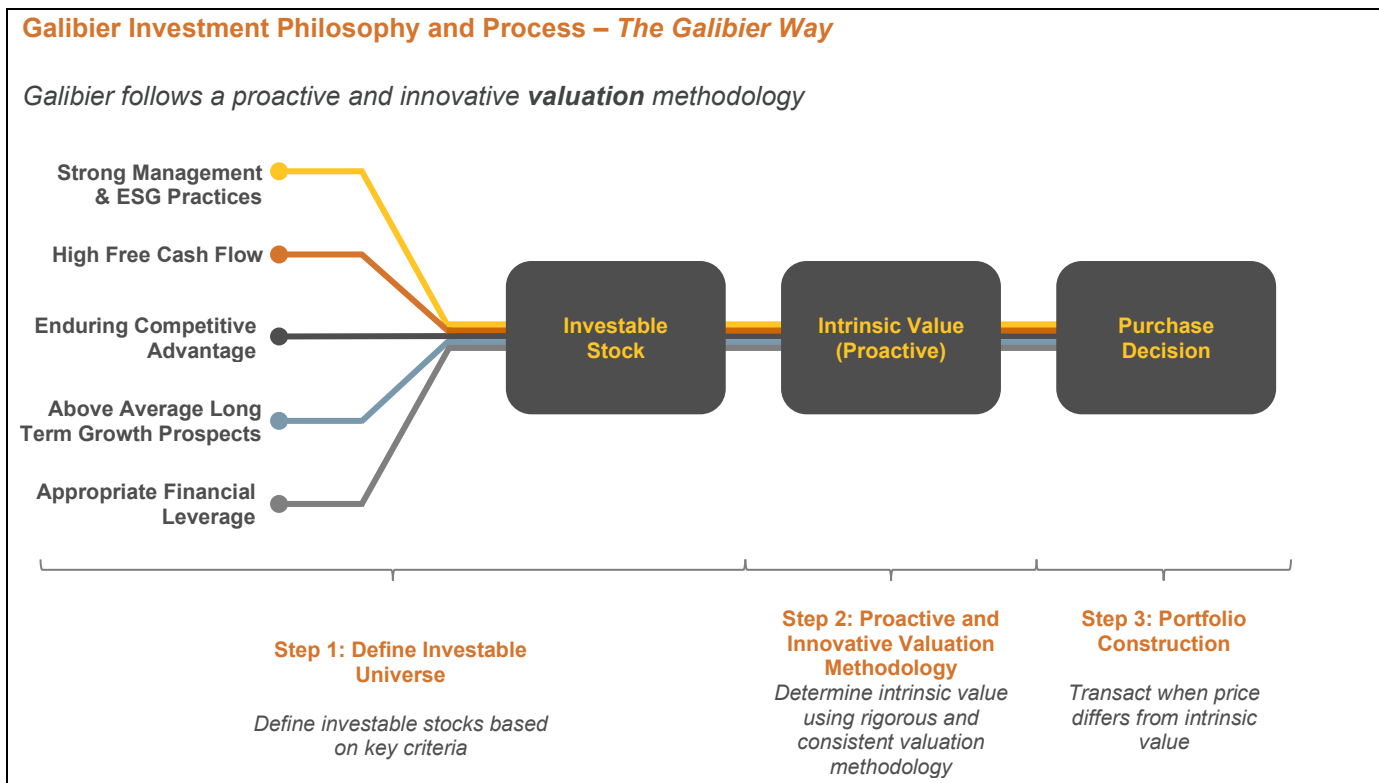 Galibier Investment Philosophy and Process – The Galibier Way
Galibier follows a proactive and innovative valuation methodology
Strong Management
& ESG Practices
High Free Cash Flow
Enduring Competitive
Advantage
Above Average Long
Term Growth Prospects
Appropriate Financial
Leverage
Investable
Stock
Intrinsic Value
(Proactive)
Purchase
Decision
Step 1: Define Investable
Universe
Define investable stocks based
on key criteria
Step 2: Proactive and
Innovative Valuation
Methodology
Determine intrinsic value
using rigorous and
consistent valuation
methodology
Step 3: Portfolio
Construction
Transact when price
differs from intrinsic
value